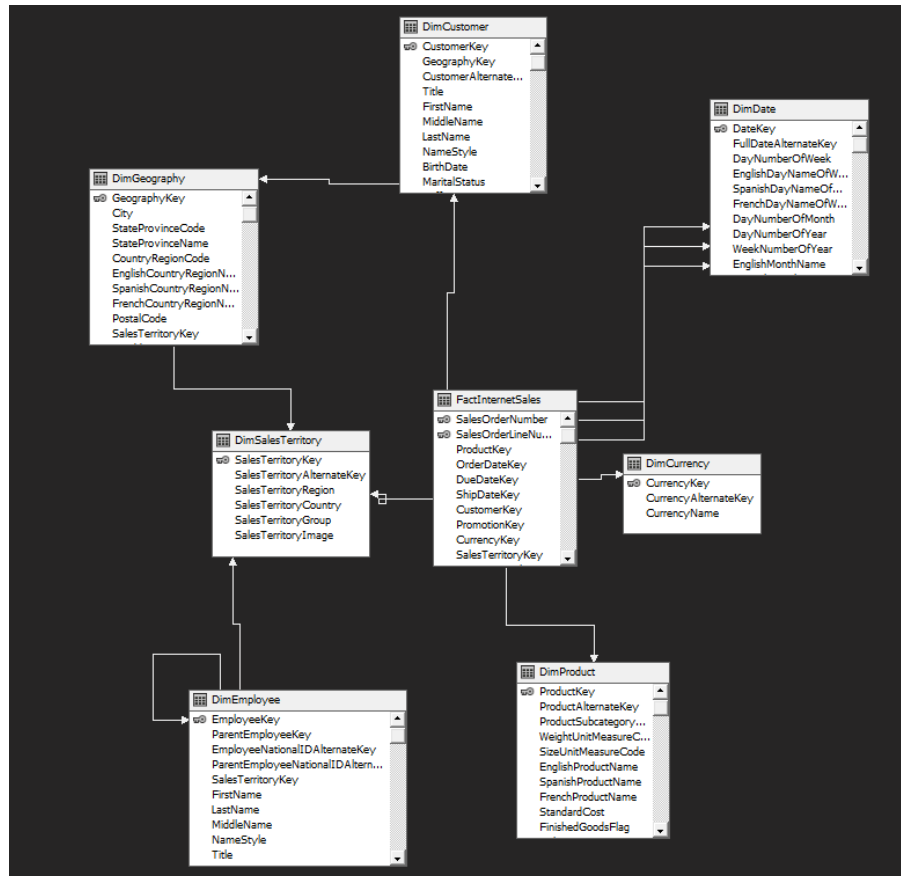 DimCustomer
CustomerKey
GeographyKey
CustomerAlternate...
Title
FirstName
MiddleName
LastName
NameStyle
BirthDate
MaritalStatus
DimDate
DateKey
FullDateAlternateKey
DayNumberOfWeek
EnglishDayNameOfW...
SpanishDayNameOf...
FrenchDayNameOfW...
DayNumberOfMonth
DayNumberOfYear
WeekNumberOfYear
EnglishMonthName
DimGeography
GeographyKey
City
StateProvinceCode
StateProvinceName
CountryRegionCode
EnglishCountryRegionN...
SpanishCountryRegionN...
FrenchCountryRegionN...
PostalCode
SalesTerritoryKey
FactInternetSales
SalesOrderNumber
SalesOrderLineNu...
ProductKey
OrderDateKey
DueDateKey
ShipDateKey
CustomerKey
PromotionKey
CurrencyKey
SalesTerritoryKey
DimSalesTerritory
SalesTerritoryKey
SalesTerritoryAlternateKey
SalesTerritoryRegion
SalesTerritoryCountry
SalesTerritoryGroup
SalesTerritoryImage
DimCurrency
CurrencyKey
CurrencyAlternateKey
CurrencyName
DimEmployee
EmployeeKey
ParentEmployeeKey
EmployeeNationalIDAlternateKey
ParentEmployeeNationalIDAltern...
SalesTerritoryKey
FirstName
LastName
MiddleName
NameStyle
Title
DimProduct
ProductKey
ProductAlternateKey
ProductSubcategory...
WeightUnitMeasureC...
SizeUnitMeasureCode
EnglishProductName
SpanishProductName
FrenchProductName
StandardCost
FinishedGoodsFlag